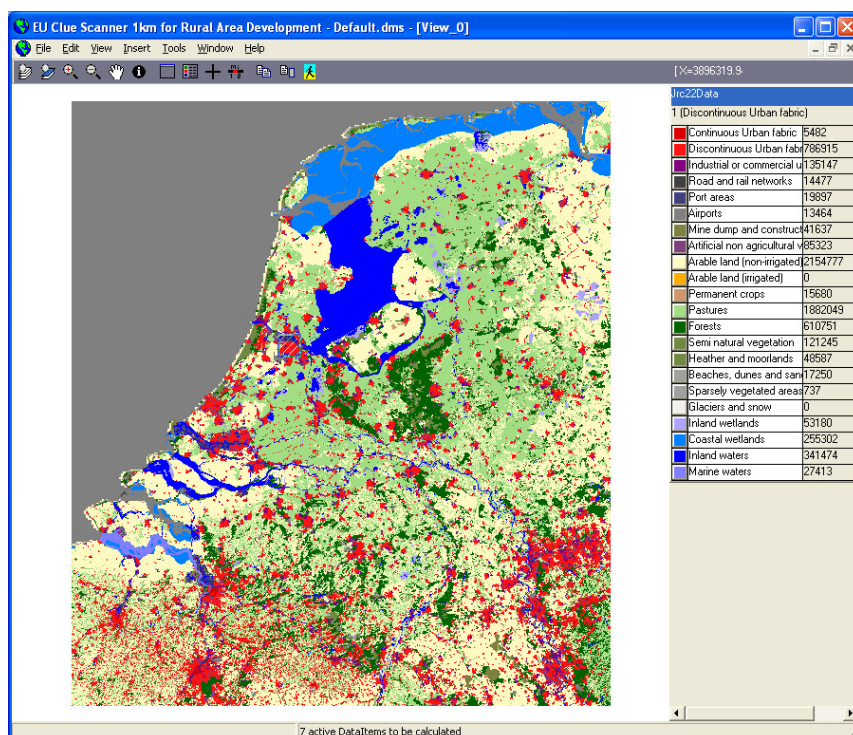 EU Clue Scanner 1km for Rural Area Development - Default.dms - [View_0]
File Edit View Insert Tools Window Help
[X=3896319.9
Jrc22Data
1 (Discontinuous Urban fabric)
Continuous Urban fabric 5482
Discontinuous Urban fabr 786915
Industrial or commercial u 135147
Road and rail networks 14477
Port areas 19897
Airports 13464
Mine dump and construct 41637
Artificial non agricultural v 85323
Arable land (non-irrigated) 2154777
Arable land (irrigated) 0
Permanent crops 15680
Pastures 1882049
Forests 610751
Semi natural vegetation 121245
Heather and moorlands 48587
Beaches, dunes and san 17250
Sparsely vegetated areas 737
Glaciers and snow 0
Inland wetlands 53180
Coastal wetlands 255302
Inland waters 341474
Marine waters 27413
7 active DataItems to be calculated